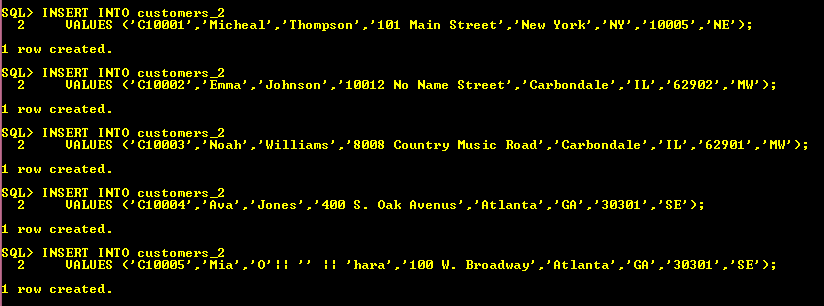 SQL> INSERT INTO customers_2
2 VALUES ('C10001','Micheal','Thompson','101 Main Street','New York','NY','10005','NE');
1 row created.
SQL> INSERT INTO customers_2
2 VALUES ('C10002','Emma','Johnson','10012 No Name Street','Carbondale','IL','62902','MW');
1 row created.
SQL> INSERT INTO customers_2
2 VALUES ('C10003','Noah','Williams','8008 Country Music Road','Carbondale','IL','62901','MW');
1 row created.
SQL> INSERT INTO customers_2
2 VALUES ('C10004','Ava','Jones','400 S. Oak Avenus','Atlanta','GA','30301','SE');
1 row created.
SQL> INSERT INTO customers_2
2 VALUES ('C10005','Mia','O'|| '' || 'hara','100 W. Broadway','Atlanta','GA','30301','SE');
1 row created.